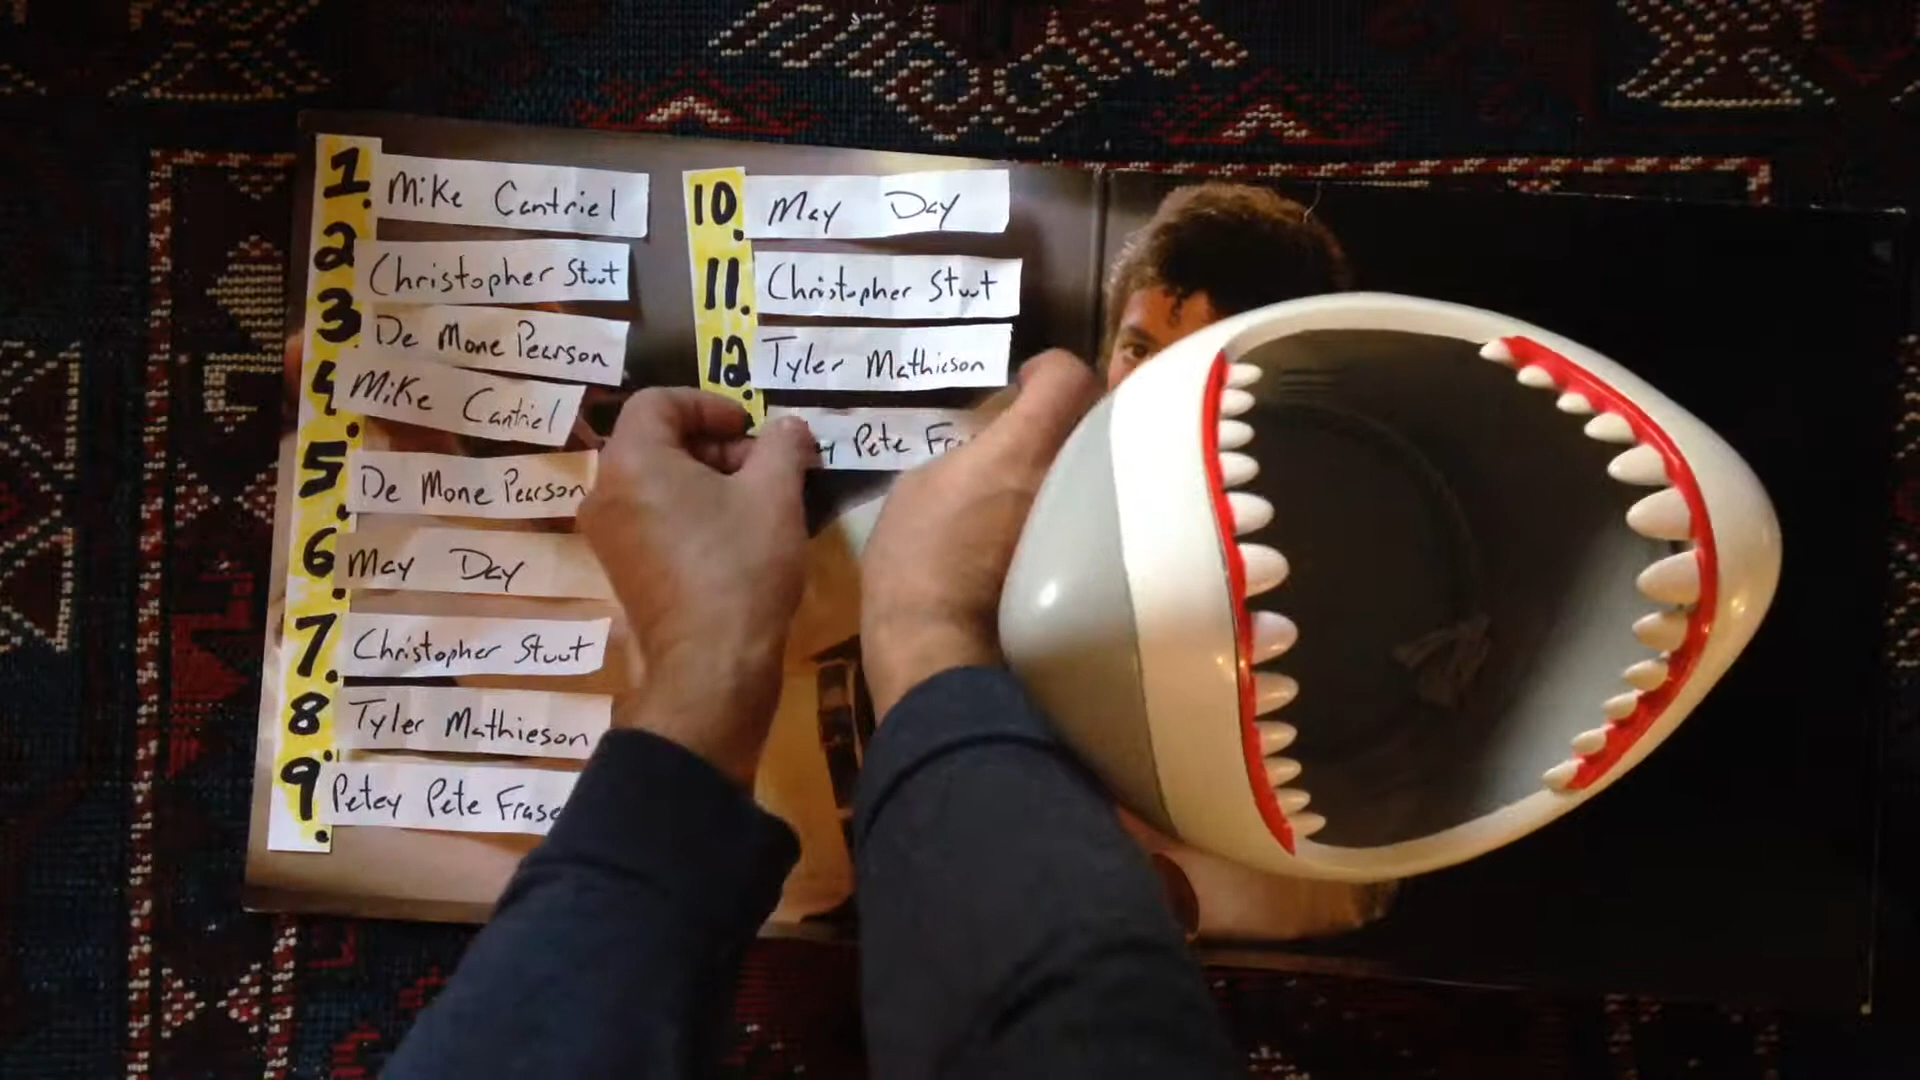 1. Mike Cantriel
2. Christopher Stuut
3. De Mone Pearson
4. Mike Cantriel
5. De Mone Pearson
6. May Day
7. Christopher Stuut
8. Tyler Mathieson
9. Petey Pete
10. May Day
11. Christopher Stuut
12. Tyler Mathieson
Pete